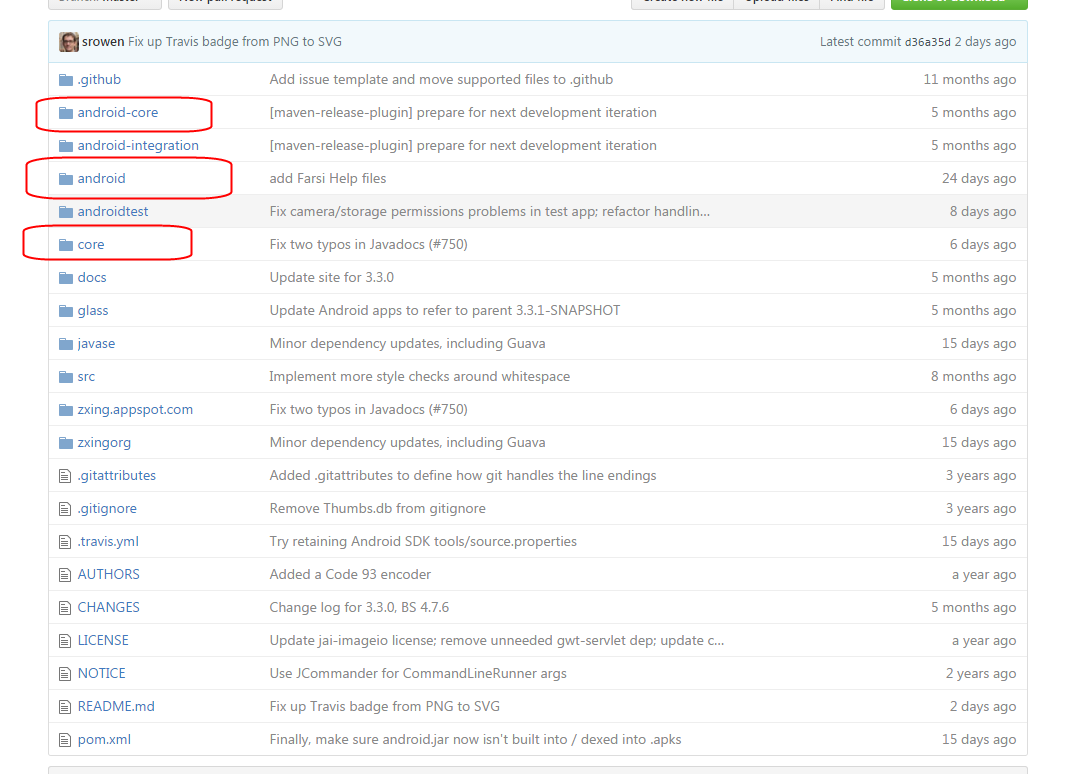 srowen Fix up Travis badge from PNG to SVG Latest commit d36a35d 2 days ago
.github Add issue template and move supported files to .github 11 months ago
android-core [maven-release-plugin] prepare for next development iteration 5 months ago
android-integration [maven-release-plugin] prepare for next development iteration 5 months ago
android add Farsi Help files 24 days ago
androidtest Fix camera/storage permissions problems in test app; refactor handlin... 8 days ago
core Fix two typos in Javadocs (#750) 6 days ago
docs Update site for 3.3.0 5 months ago
glass Update Android apps to refer to parent 3.3.1-SNAPSHOT 5 months ago
javase Minor dependency updates, including Guava 15 days ago
src Implement more style checks around whitespace 8 months ago
zxing.appspot.com Fix two typos in Javadocs (#750) 6 days ago
zxingorg Minor dependency updates, including Guava 15 days ago
.gitattributes Added .gitattributes to define how git handles the line endings 3 years ago
.gitignore Remove Thumbs.db from gitignore 3 years ago
.travis.yml Try retaining Android SDK tools/source.properties 15 days ago
AUTHORS Added a Code 93 encoder a year ago
CHANGES Change log for 3.3.0, BS 4.7.6 5 months ago
LICENSE Update jai-imageio license; remove unneeded gwt-servlet dep; update c... a year ago
NOTICE Use JCommander for CommandLineRunner args 2 years ago
README.md Fix up Travis badge from PNG to SVG 2 days ago
pom.xml Finally, make sure android.jar now isn't built into / dexed into .apks 15 days ago